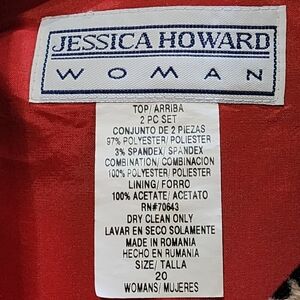 JESSICA HOWARD
WOMAN
TOP/ ARRIBA
2 PC SET
CONJUNTO DE 2 PIEZAS
97% POLYESTER/ POLIESTER
3% SPANDEX/ SPANDEX
COMBINATION/ COMBINACION
100% POLYESTER/ POLIESTER
LINING/ FORRO
100% ACETATE/ ACETATO
RN#70643
DRY CLEAN ONLY
LAVAR EN SECO SOLAMENTE
MADE IN ROMANIA
HECHO EN RUMANIA
SIZE/ TALLA
20
WOMANS/ MUJERES